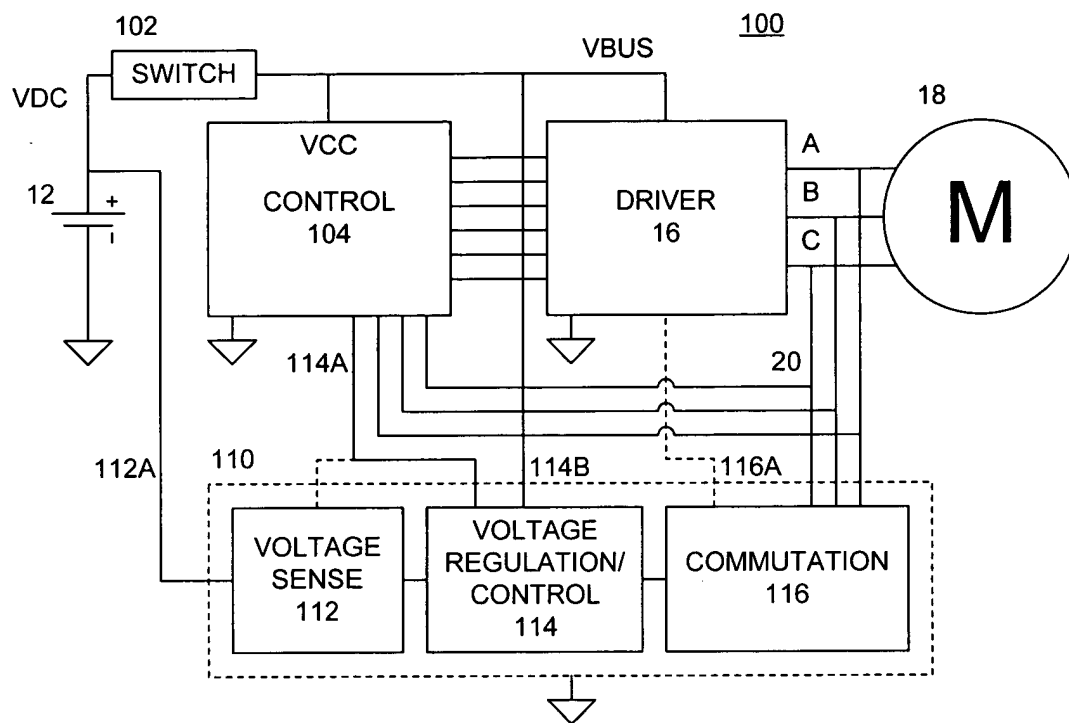 100
102
SWITCH
VBUS
VDC
18
VCC
CONTROL
104
DRIVER
16
A
B
C
M
12
+
-
114A
20
112A
110
114B
116A
VOLTAGE
SENSE
112
VOLTAGE
REGULATION/
CONTROL
114
COMMUTATION
116